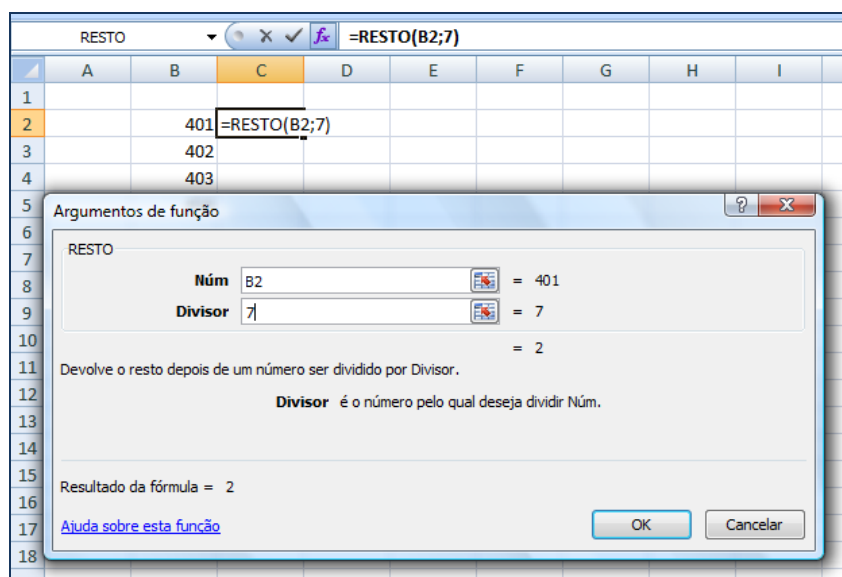 RESTO fx =RESTO(B2;7)
A B C D E F G H I
1
2 401 =RESTO(B2;7)
3 402
4 403
5 Argumentos de função ? X
6
7 RESTO
8 Núm B2 = 401
9 Divisor 7 = 7
10 = 2
11 Devolve o resto depois de um número ser dividido por Divisor.
12 Divisor é o número pelo qual deseja dividir Núm.
13
14
15 Resultado da fórmula = 2
16
17 Ajuda sobre esta função OK Cancelar
18